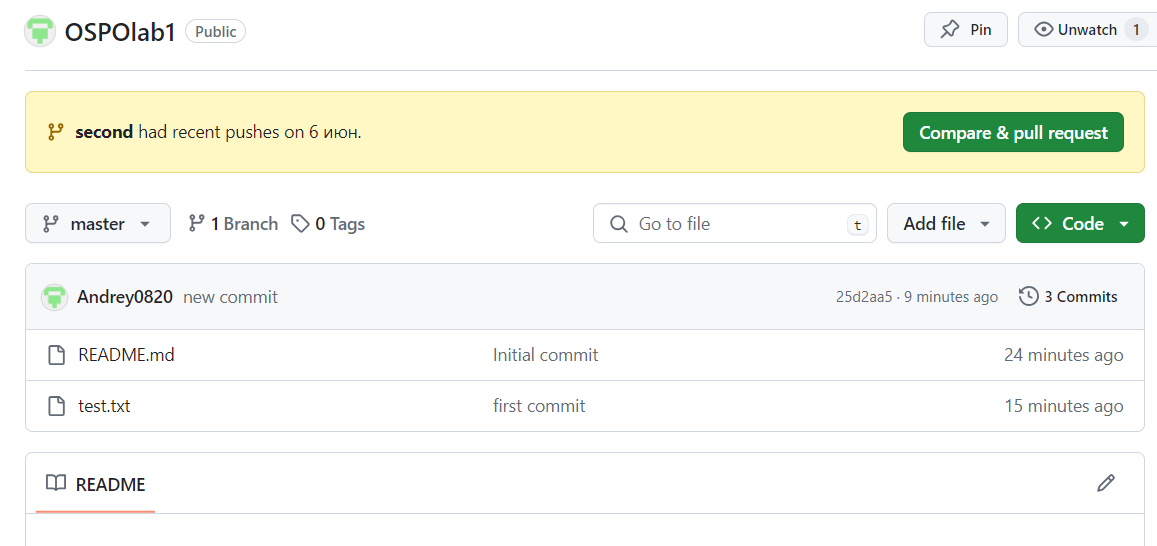 OSPOlab1 Public Pin Unwatch 1
second had recent pushes on 6 июн. Compare & pull request
master 1 Branch 0 Tags Go to file t Add file Code
Andrey0820 new commit 25d2aa5 · 9 minutes ago 3 Commits
README.md Initial commit 24 minutes ago
test.txt first commit 15 minutes ago
README